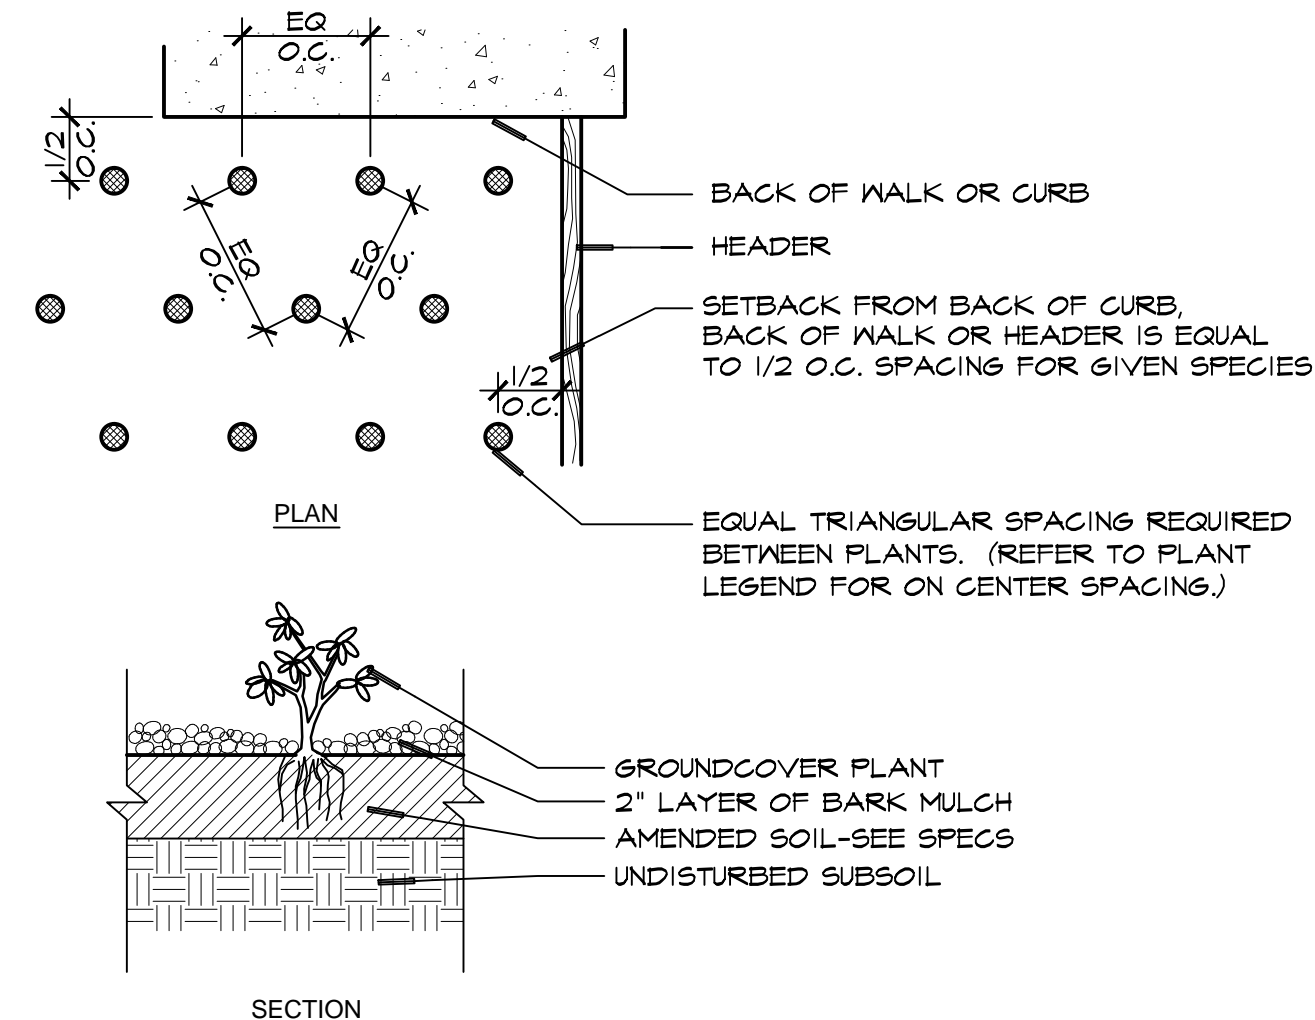 EQ
O.C.
1/2
O.C.
EQ
O.C.
EQ
O.C.
BACK OF WALK OR CURB
HEADER
SETBACK FROM BACK OF CURB,
BACK OF WALK OR HEADER IS EQUAL
TO 1/2 O.C. SPACING FOR GIVEN SPECIES
1/2
O.C.
PLAN
EQUAL TRIANGULAR SPACING REQUIRED
BETWEEN PLANTS. (REFER TO PLANT
LEGEND FOR ON CENTER SPACING.)
GROUNDCOVER PLANT
2" LAYER OF BARK MULCH
AMENDED SOIL-SEE SPECS
UNDISTURBED SUBSOIL
SECTION